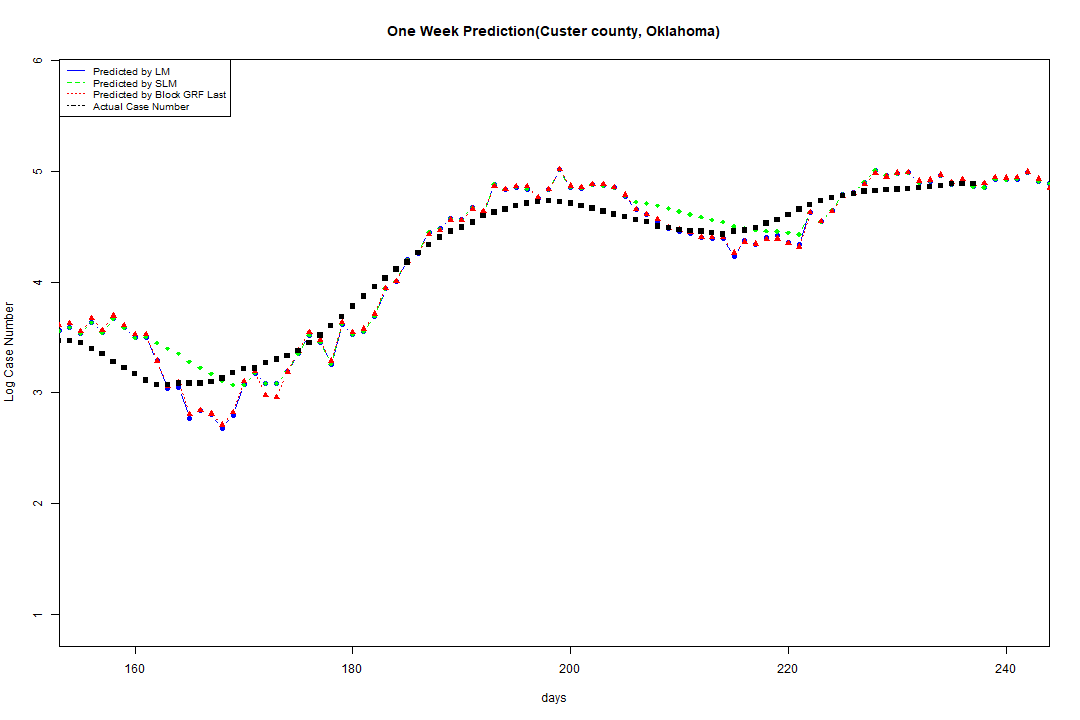 One Week Prediction(Custer county, Oklahoma)
Predicted by LM
Predicted by SLM
Predicted by Block GRF Last
Actual Case Number
6
5
4
3
2
1
Log Case Number
160 180 200 220 240
days